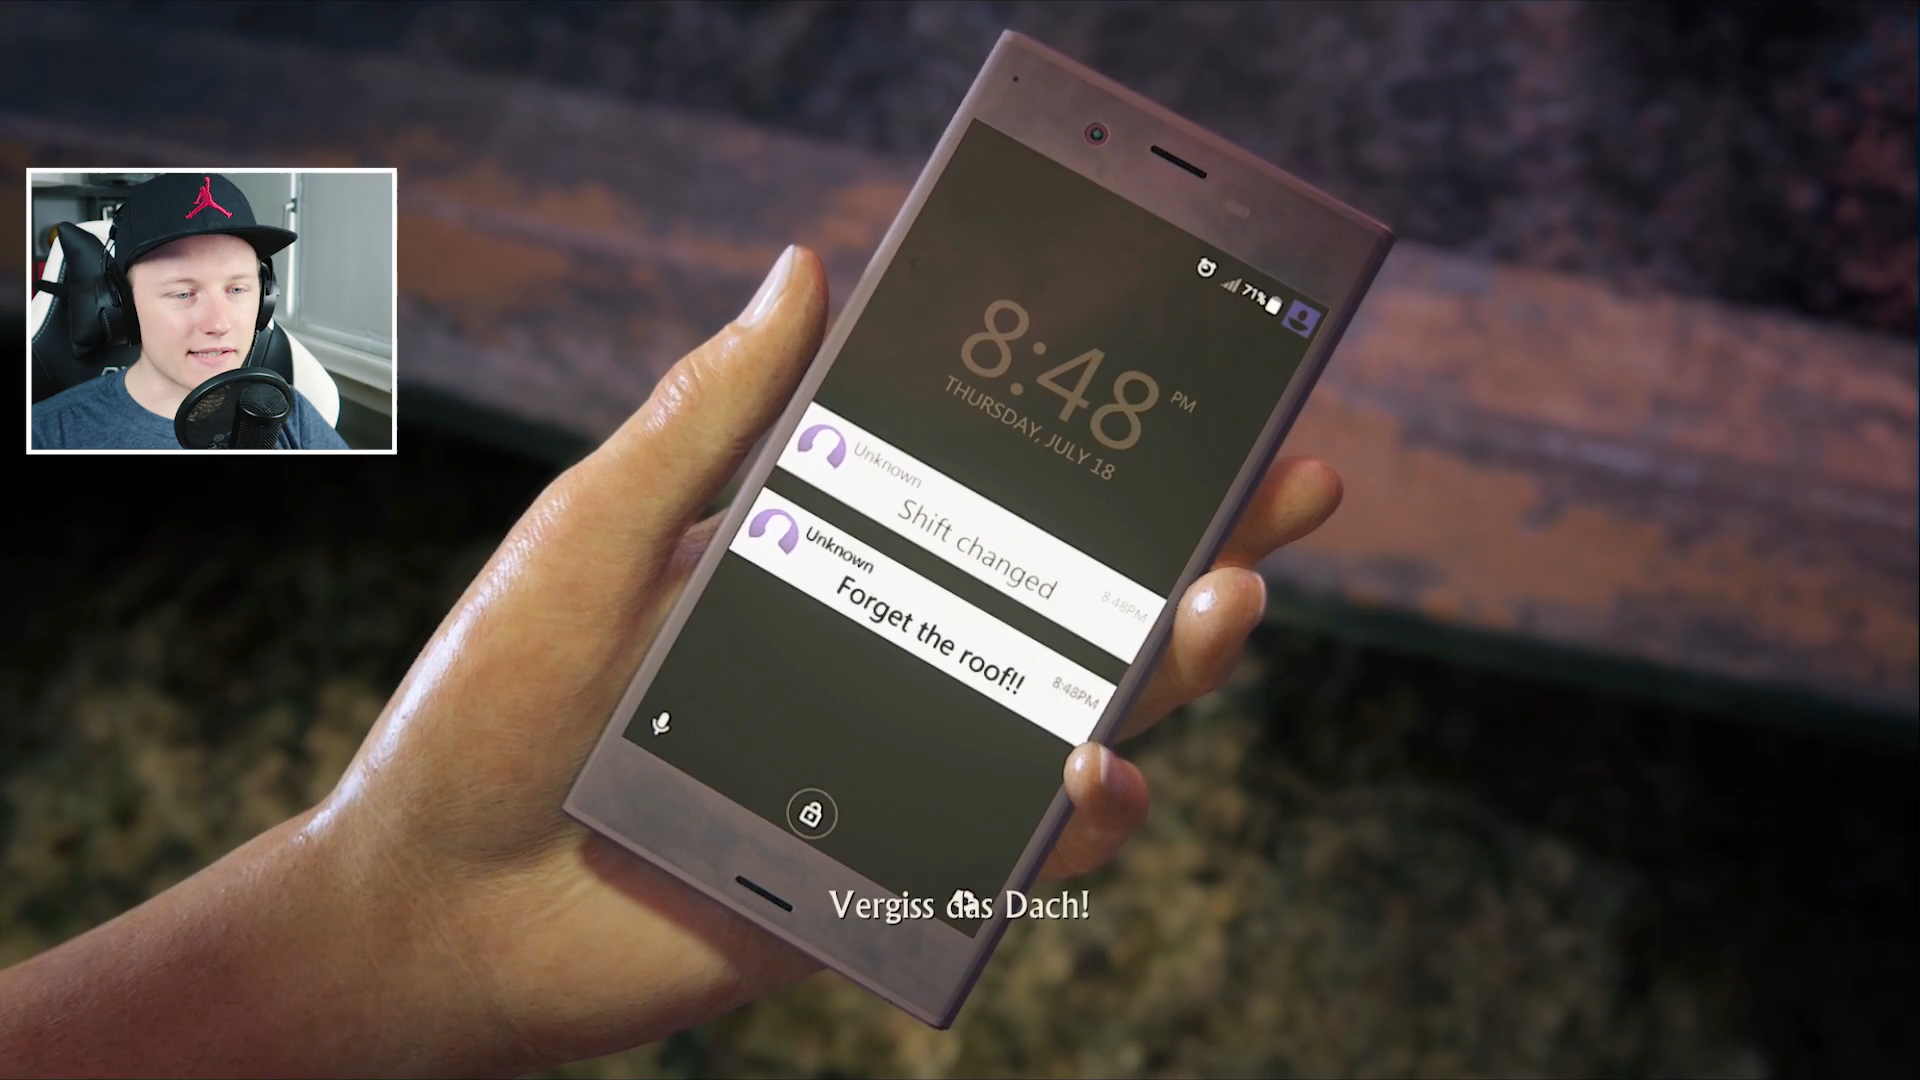 71%
8:48 PM
THURSDAY, JULY 18
Unknown
Shift changed
8:48PM
Unknown
Forget the roof!!
8:48PM
Vergiss das Dach!